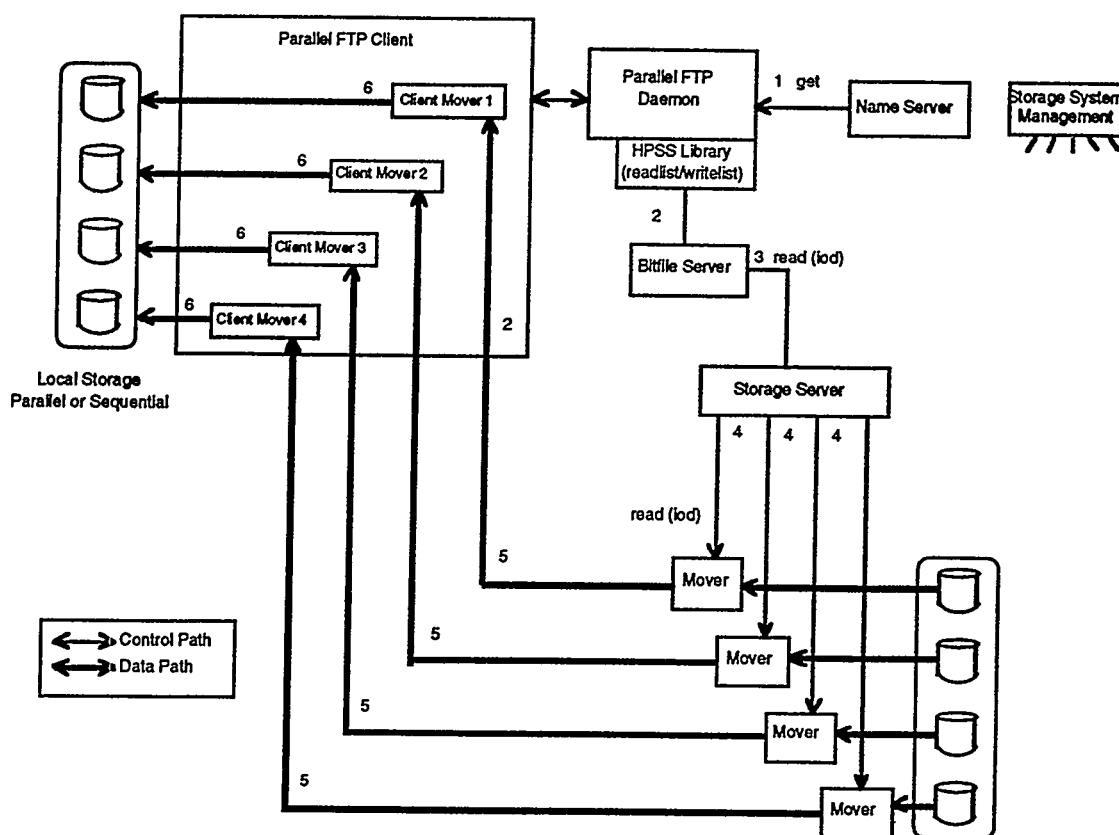 Parallel FTP Client
Parallel FTP
Daemon
1 get
Name Server
Storage System
Management
6
Client Mover 1
HPSS Library
(readlist/writelist)
6
Client Mover 2
2
6
Client Mover 3
Bitfile Server
3 read (iod)
6
Client Mover 4
2
Local Storage
Parallel or Sequential
Storage Server
4
4
4
read (iod)
5
Mover
5
Mover
Control Path
Data Path
5
Mover
5
Mover